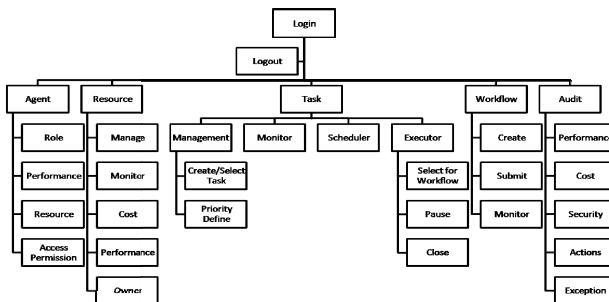 Login
Logout
Agent
Resource
Task
Workflow
Audit
Role
Performance
Resource
Access
Permission
Manage
Monitor
Cost
Performance
Owner
Management
Monitor
Scheduler
Executor
Create/Select
Task
Priority
Define
Select for
Workflow
Pause
Close
Create
Submit
Monitor
Performance
Cost
Security
Actions
Exception